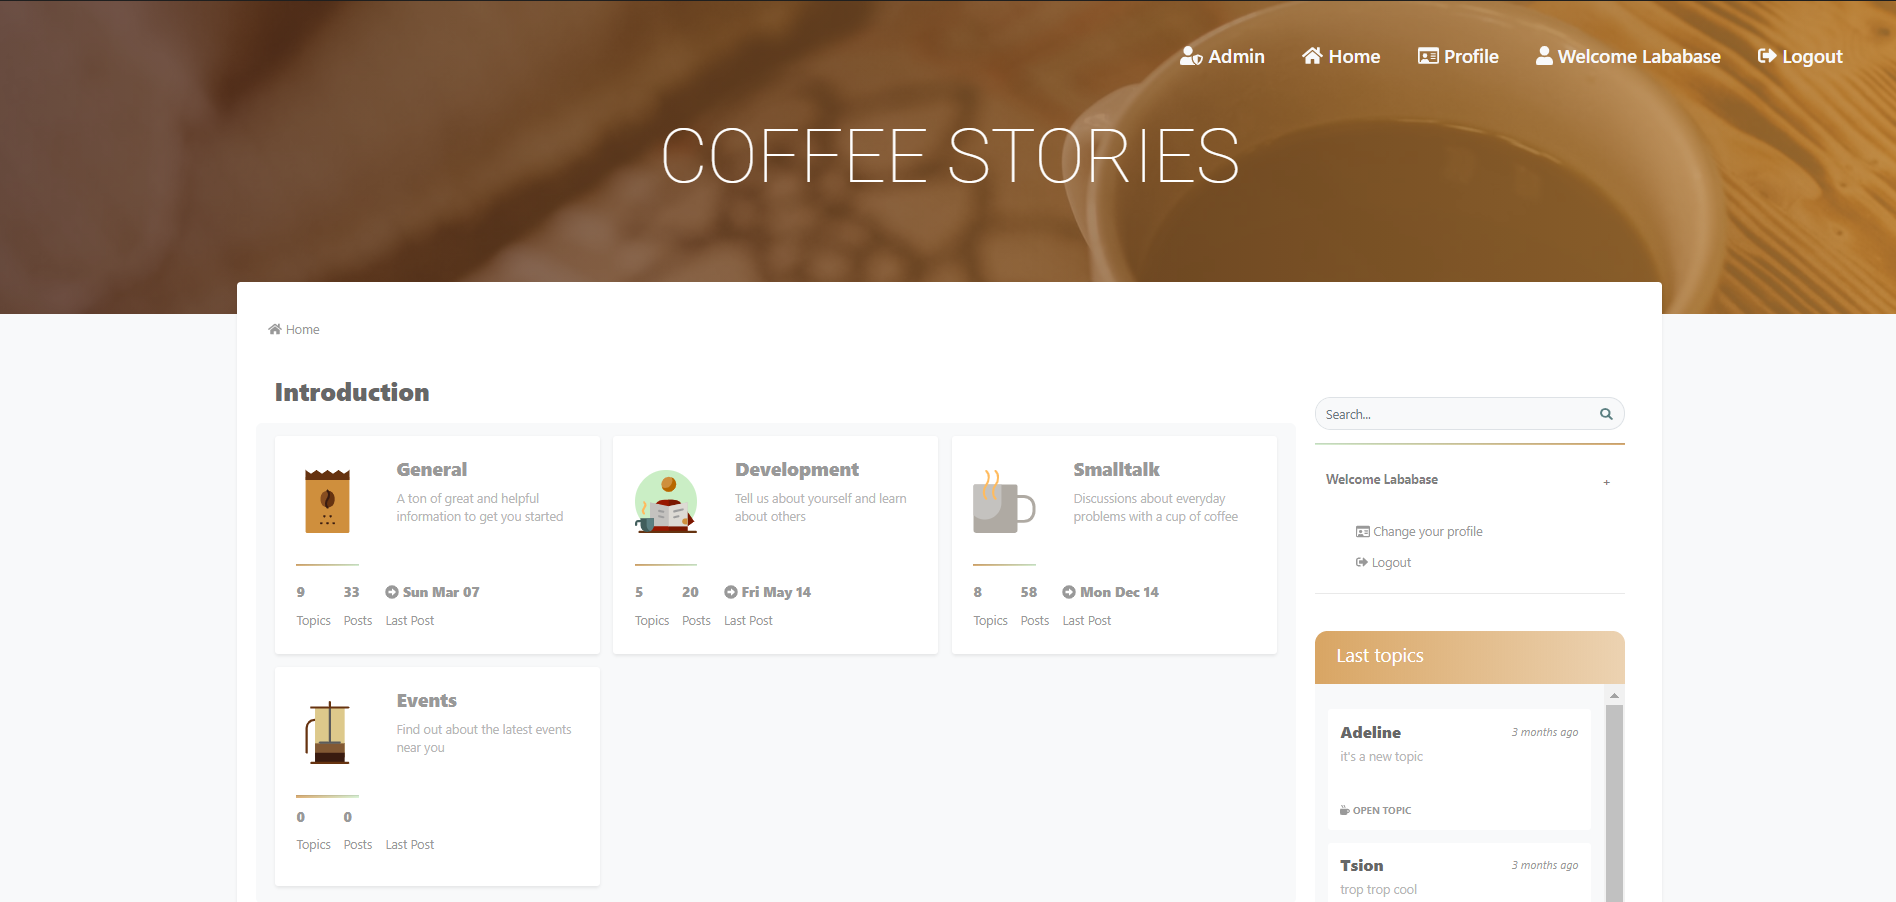 Admin Home Profile Welcome Lababase Logout
COFFEE STORIES
Home
Introduction
Search...
General
A ton of great and helpful
information to get you started
9 33 Sun Mar 07
Topics Posts Last Post
Development
Tell us about yourself and learn
about others
5 20 Fri May 14
Topics Posts Last Post
Smalltalk
Discussions about everyday
problems with a cup of coffee
8 58 Mon Dec 14
Topics Posts Last Post
Events
Find out about the latest events
near you
0 0
Topics Posts Last Post
Welcome Lababase +
Change your profile
Logout
Last topics
Adeline 3 months ago
it's a new topic
OPEN TOPIC
Tsion 3 months ago
trop trop cool